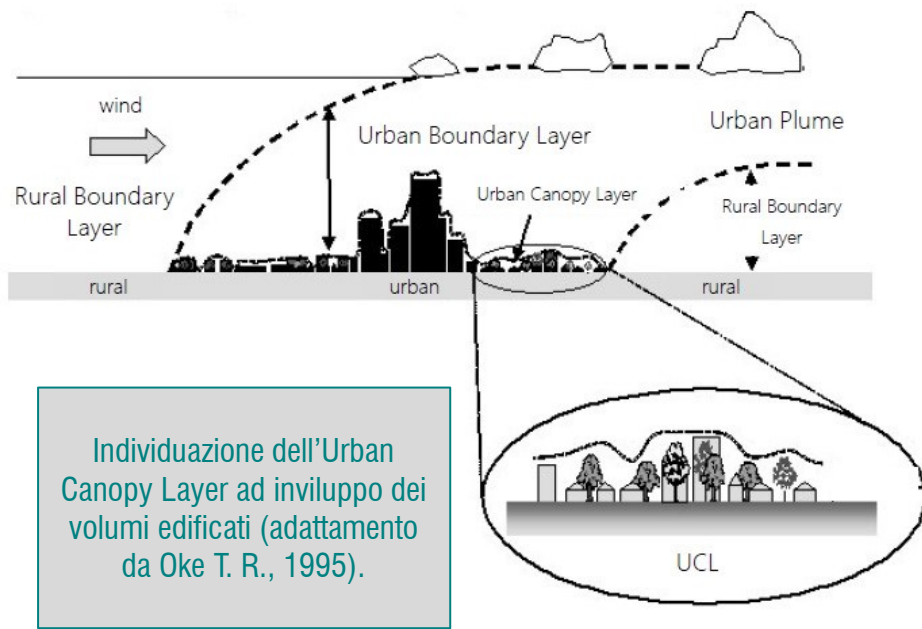 wind
Urban Boundary Layer
Urban Plume
Rural Boundary
Layer
Urban Canopy Layer
Rural Boundary
Layer
rural
urban
rural
Individuazione dell’Urban
Canopy Layer ad inviluppo dei
volumi edificati (adattamento
da Oke T. R., 1995).
UCL